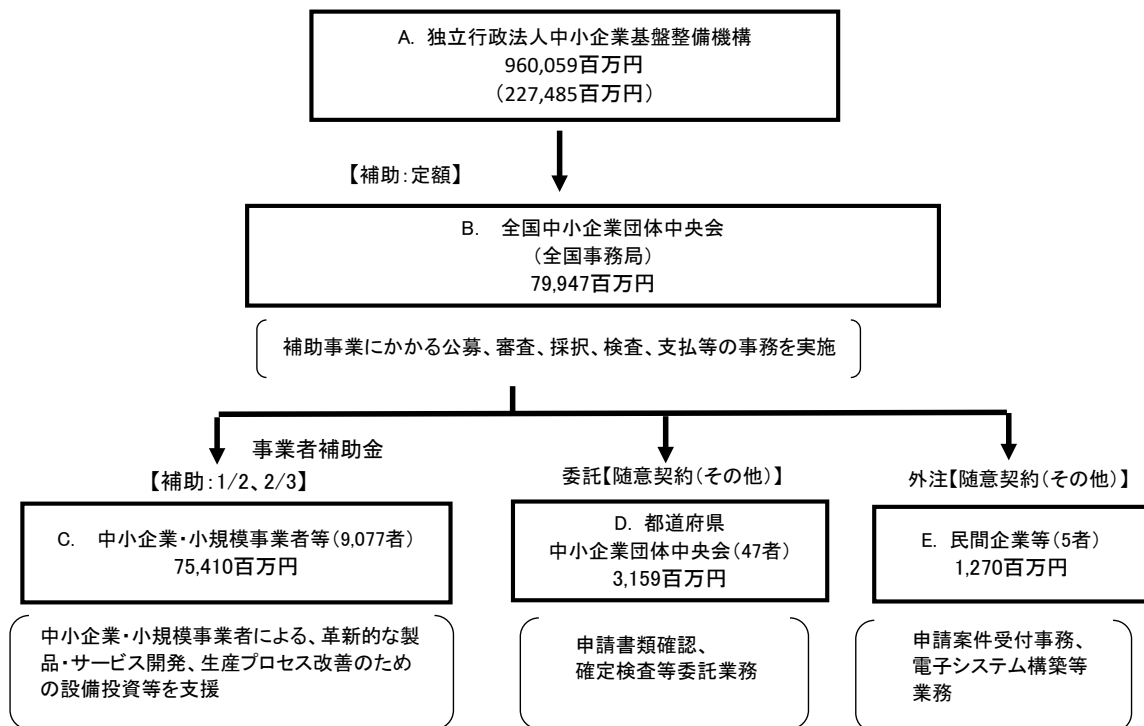 A. 独立行政法人中小企業基盤整備機構
960,059百万円
(227,485百万円)
【補助:定額】
B. 全国中小企業団体中央会
(全国事務局)
79,947百万円
補助事業にかかる公募、審査、採択、検査、支払等の事務を実施
事業者補助金
【補助:1/2、2/3】
委託【随意契約(その他)】
外注【随意契約(その他)】
C. 中小企業・小規模事業者等(9,077者)
75,410百万円
D. 都道府県
中小企業団体中央会(47者)
3,159百万円
E. 民間企業等(5者)
1,270百万円
中小企業・小規模事業者による、革新的な製
品・サービス開発、生産プロセス改善のため
の設備投資等を支援
申請書類確認、
確定検査等委託業務
申請案件受付事務、
電子システム構築等
業務